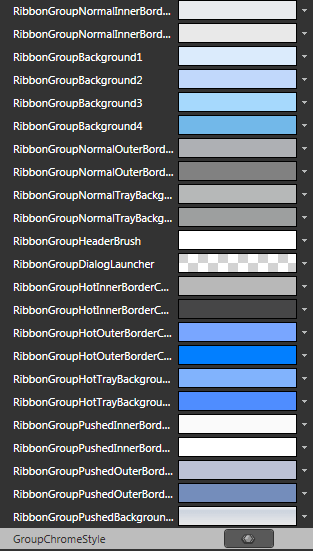 RibbonGroupNormalInnerBord...
RibbonGroupNormalInnerBord...
RibbonGroupBackground1
RibbonGroupBackground2
RibbonGroupBackground3
RibbonGroupBackground4
RibbonGroupNormalOuterBord...
RibbonGroupNormalOuterBord...
RibbonGroupNormalTrayBackg...
RibbonGroupNormalTrayBackg...
RibbonGroupHeaderBrush
RibbonGroupDialogLauncher
RibbonGroupHotInnerBorderC...
RibbonGroupHotInnerBorderC...
RibbonGroupHotOuterBorderC...
RibbonGroupHotOuterBorderC...
RibbonGroupHotTrayBackgrou...
RibbonGroupHotTrayBackgrou...
RibbonGroupPushedInnerBord...
RibbonGroupPushedInnerBord...
RibbonGroupPushedOuterBord...
RibbonGroupPushedOuterBord...
RibbonGroupPushedBackgroun...
GroupChromeStyle